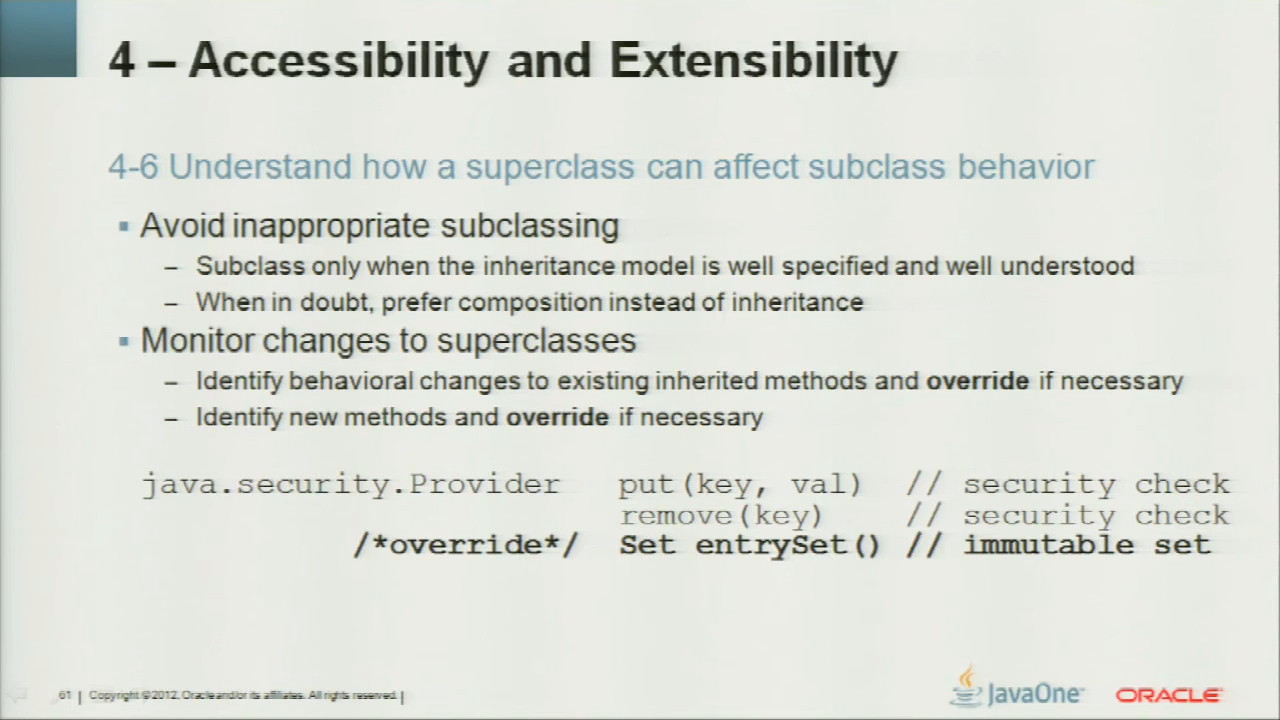 4 – Accessibility and Extensibility
4-6 Understand how a superclass can affect subclass behavior
▪ Avoid inappropriate subclassing
– Subclass only when the inheritance model is well specified and well understood
– When in doubt, prefer composition instead of inheritance
▪ Monitor changes to superclasses
– Identify behavioral changes to existing inherited methods and override if necessary
– Identify new methods and override if necessary
java.security.Provider put(key, val) // security check
remove(key) // security check
/*override*/ Set entrySet() // immutable set
61 | Copyright © 2012, Oracle and/or its affiliates. All rights reserved. |
JavaOne ORACLE